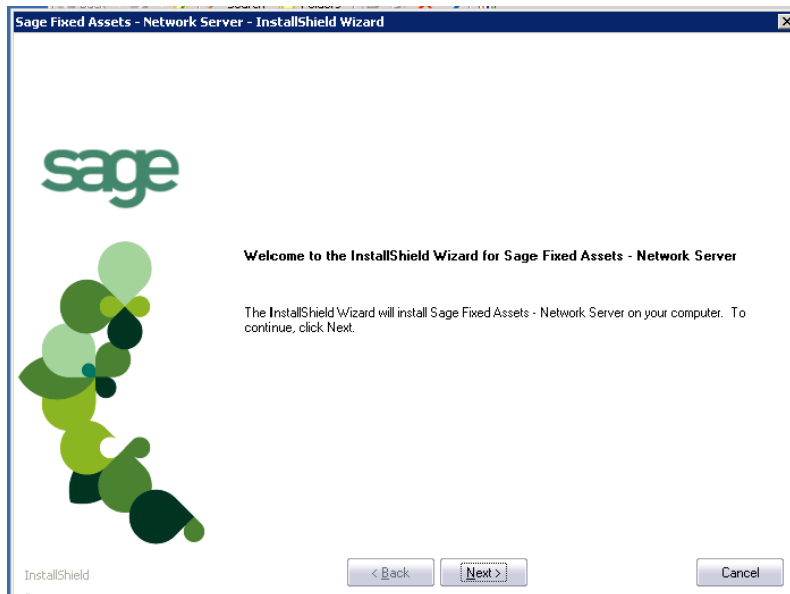 Search
Folders
Sage Fixed Assets - Network Server - InstallShield Wizard
sage
Welcome to the InstallShield Wizard for Sage Fixed Assets - Network Server
The InstallShield Wizard will install Sage Fixed Assets - Network Server on your computer. To
continue, click Next.
InstallShield
< Back
Next >
Cancel